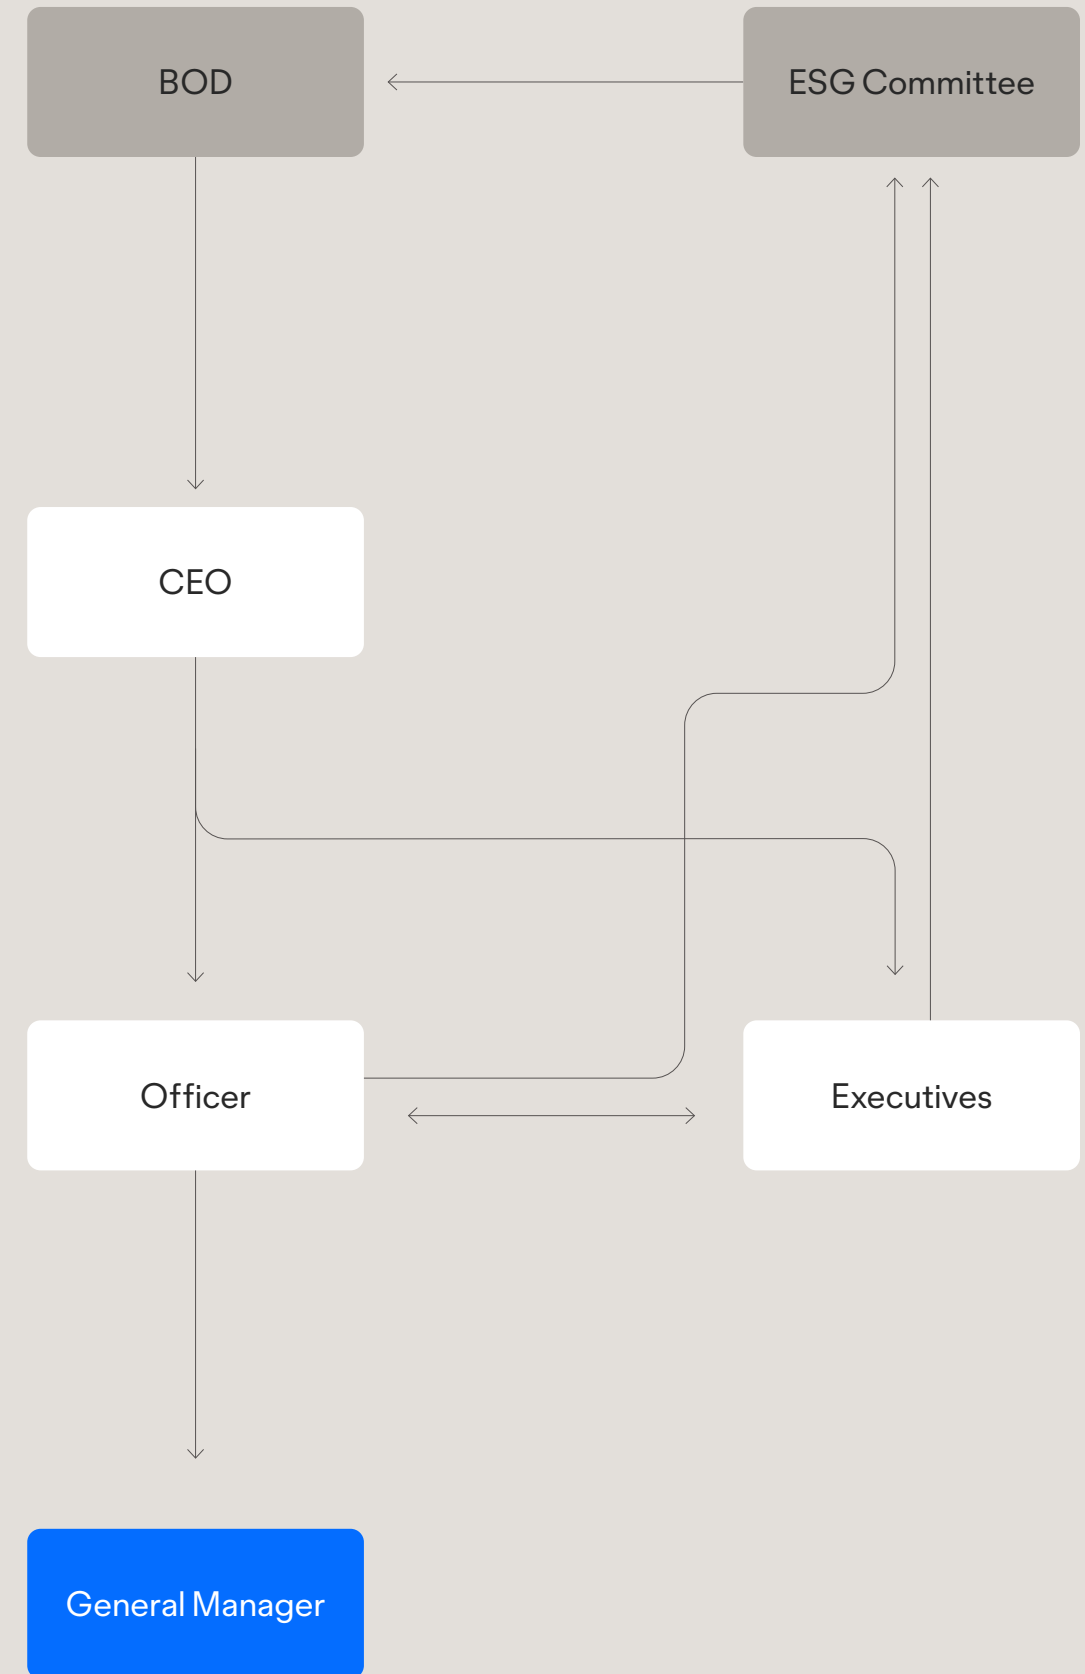 BOD
ESG Committee
CEO
Officer
Executives
General Manager